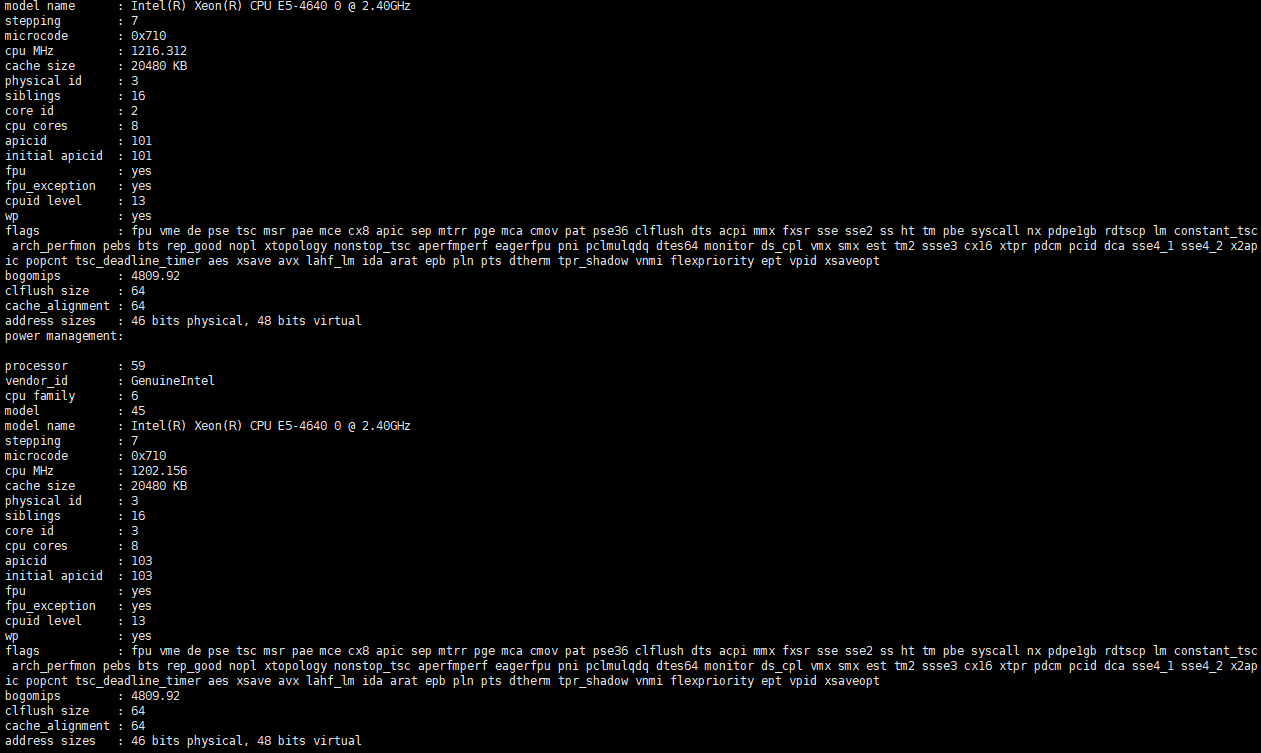 model name      : Intel(R) Xeon(R) CPU E5-4640 0 @ 2.40GHz
stepping        : 7
microcode       : 0x710
cpu MHz         : 1216.312
cache size      : 20480 KB
physical id     : 3
siblings        : 16
core id         : 2
cpu cores       : 8
apicid          : 101
initial apicid  : 101
fpu             : yes
fpu_exception   : yes
cpuid level     : 13
wp              : yes
flags           : fpu vme de pse tsc msr pae mce cx8 apic sep mtrr pge mca cmov pat pse36 clflush dts acpi mmx fxsr sse sse2 ss ht tm pbe syscall nx pdpe1gb rdtscp lm constant_tsc
 arch_perfmon pebs bts rep_good nopl xtopology nonstop_tsc aperfmperf eagerfpu pni pclmulqdq dtes64 monitor ds_cpl vmx smx est tm2 ssse3 cx16 xtpr pdcm pcid dca sse4_1 sse4_2 x2ap
ic popcnt tsc_deadline_timer aes xsave avx lahf_lm ida arat epb pln pts dtherm tpr_shadow vnmi flexpriority ept vpid xsaveopt
bogomips        : 4809.92
clflush size    : 64
cache_alignment : 64
address sizes   : 46 bits physical, 48 bits virtual
power management:

processor       : 59
vendor_id       : GenuineIntel
cpu family      : 6
model           : 45
model name      : Intel(R) Xeon(R) CPU E5-4640 0 @ 2.40GHz
stepping        : 7
microcode       : 0x710
cpu MHz         : 1202.156
cache size      : 20480 KB
physical id     : 3
siblings        : 16
core id         : 3
cpu cores       : 8
apicid          : 103
initial apicid  : 103
fpu             : yes
fpu_exception   : yes
cpuid level     : 13
wp              : yes
flags           : fpu vme de pse tsc msr pae mce cx8 apic sep mtrr pge mca cmov pat pse36 clflush dts acpi mmx fxsr sse sse2 ss ht tm pbe syscall nx pdpe1gb rdtscp lm constant_tsc
 arch_perfmon pebs bts rep_good nopl xtopology nonstop_tsc aperfmperf eagerfpu pni pclmulqdq dtes64 monitor ds_cpl vmx smx est tm2 ssse3 cx16 xtpr pdcm pcid dca sse4_1 sse4_2 x2ap
ic popcnt tsc_deadline_timer aes xsave avx lahf_lm ida arat epb pln pts dtherm tpr_shadow vnmi flexpriority ept vpid xsaveopt
bogomips        : 4809.92
clflush size    : 64
cache_alignment : 64
address sizes   : 46 bits physical, 48 bits virtual